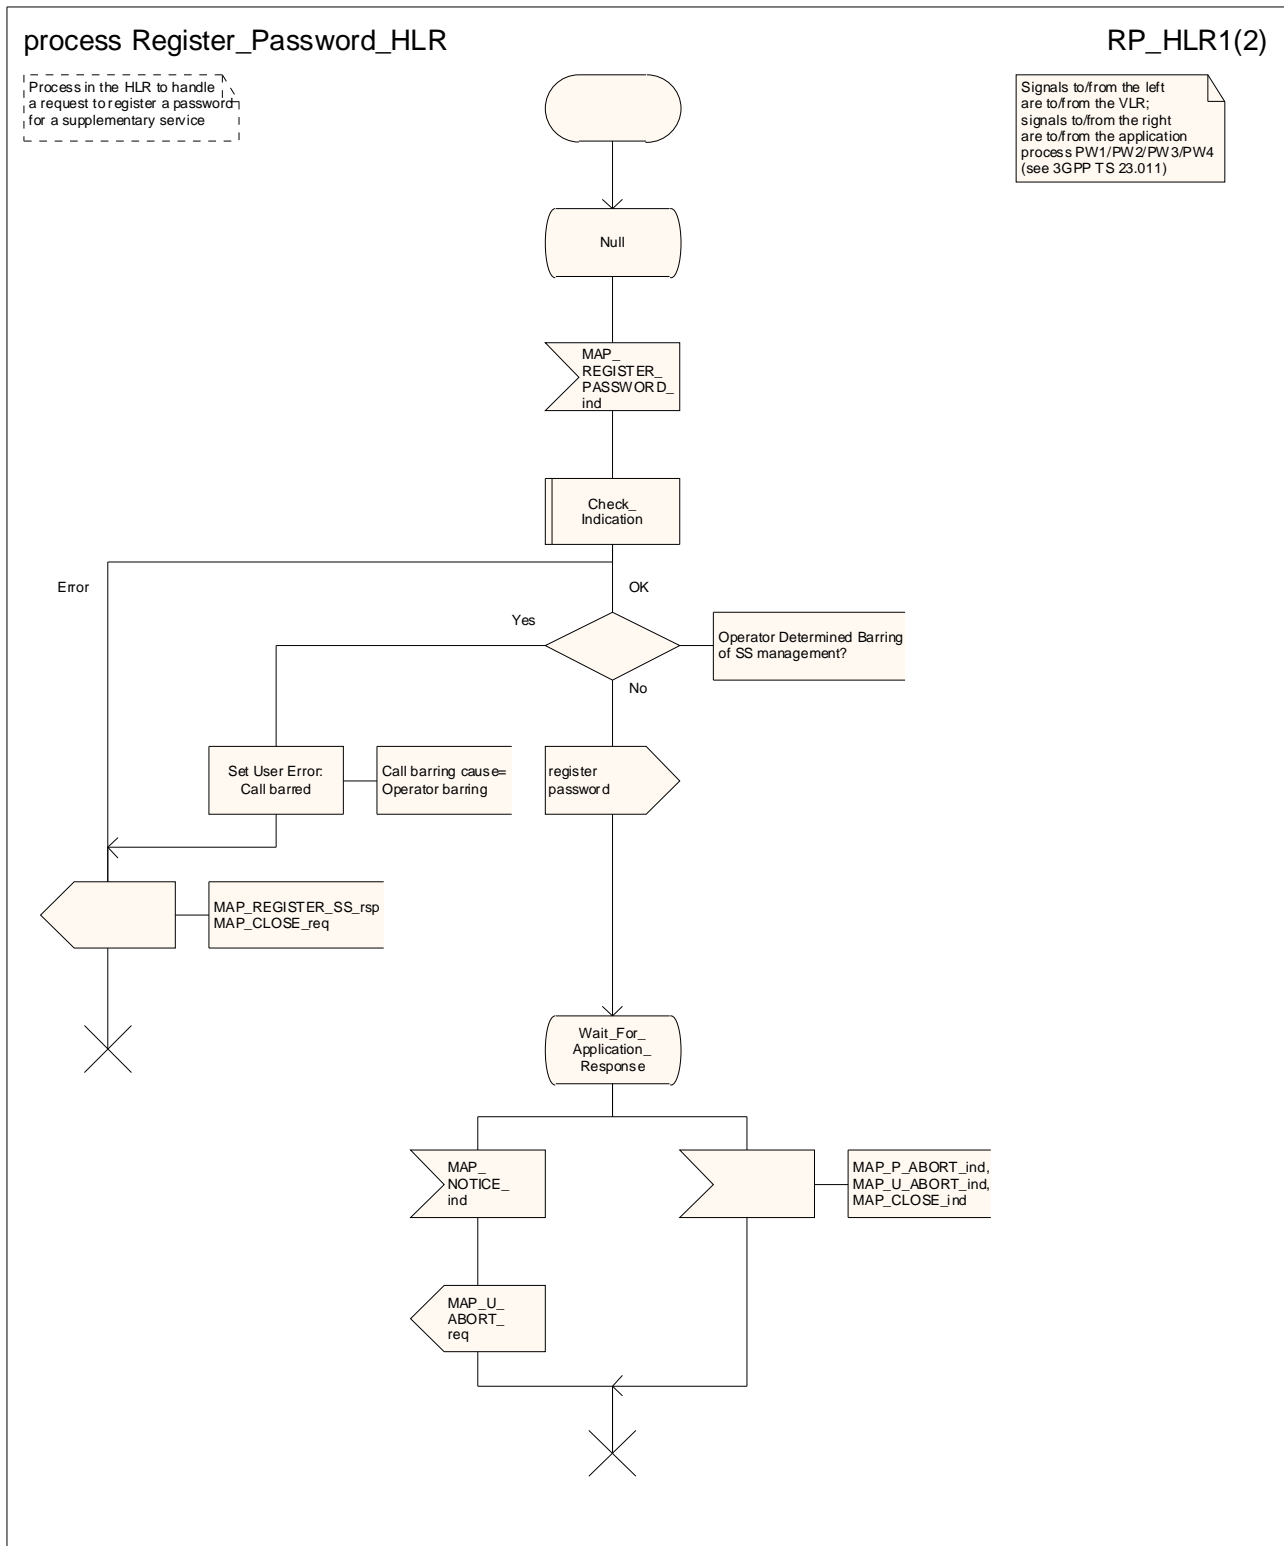 process Register_Password_HLR
RP_HLR1(2)
Process in the HLR to handle
a request to register a password
for a supplementary service
Signals to/from the left
are to/from the VLR;
signals to/from the right
are to/from the application
process PW1/PW2/PW3/PW4
(see 3GPP TS 23.011)
Null
MAP_
REGISTER_
PASSWORD_
ind
Check_
Indication
Error
OK
Yes
Operator Determined Barring
of SS management?
No
Set User Error:
Call barred
Call barring cause=
Operator barring
register
password
MAP_REGISTER_SS_rsp
MAP_CLOSE_req
Wait_For_
Application_
Response
MAP_
NOTICE_
ind
MAP_P_ABORT_ind,
MAP_U_ABORT_ind,
MAP_CLOSE_ind
MAP_U_
ABORT_
req